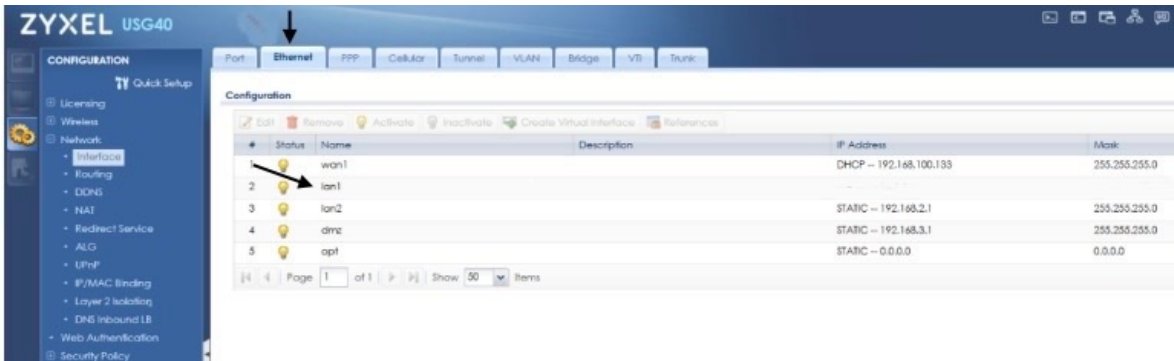 ZYXEL USG40
CONFIGURATION
Quick Setup
Licensing
Wireless
Network
Interface
Routing
DDNS
NAT
Redirect Service
ALG
UPnP
IP/MAC Binding
Layer 2 Isolation
DNS Inbound LB
Web Authentication
Security Policy
Port Ethernet PPP Cellular Tunnel VLAN Bridge VTI Trunk
Configuration
Edit Remove Activate Inactivate Create Virtual Interface References
# Status Name Description IP Address Mask
1 wan1 DHCP -- 192.168.100.133 255.255.255.0
2 lan1
3 lan2 STATIC -- 192.168.2.1 255.255.255.0
4 dmz STATIC -- 192.168.3.1 255.255.255.0
5 opt STATIC -- 0.0.0.0 0.0.0.0
Page 1 of 1 Show 50 Items